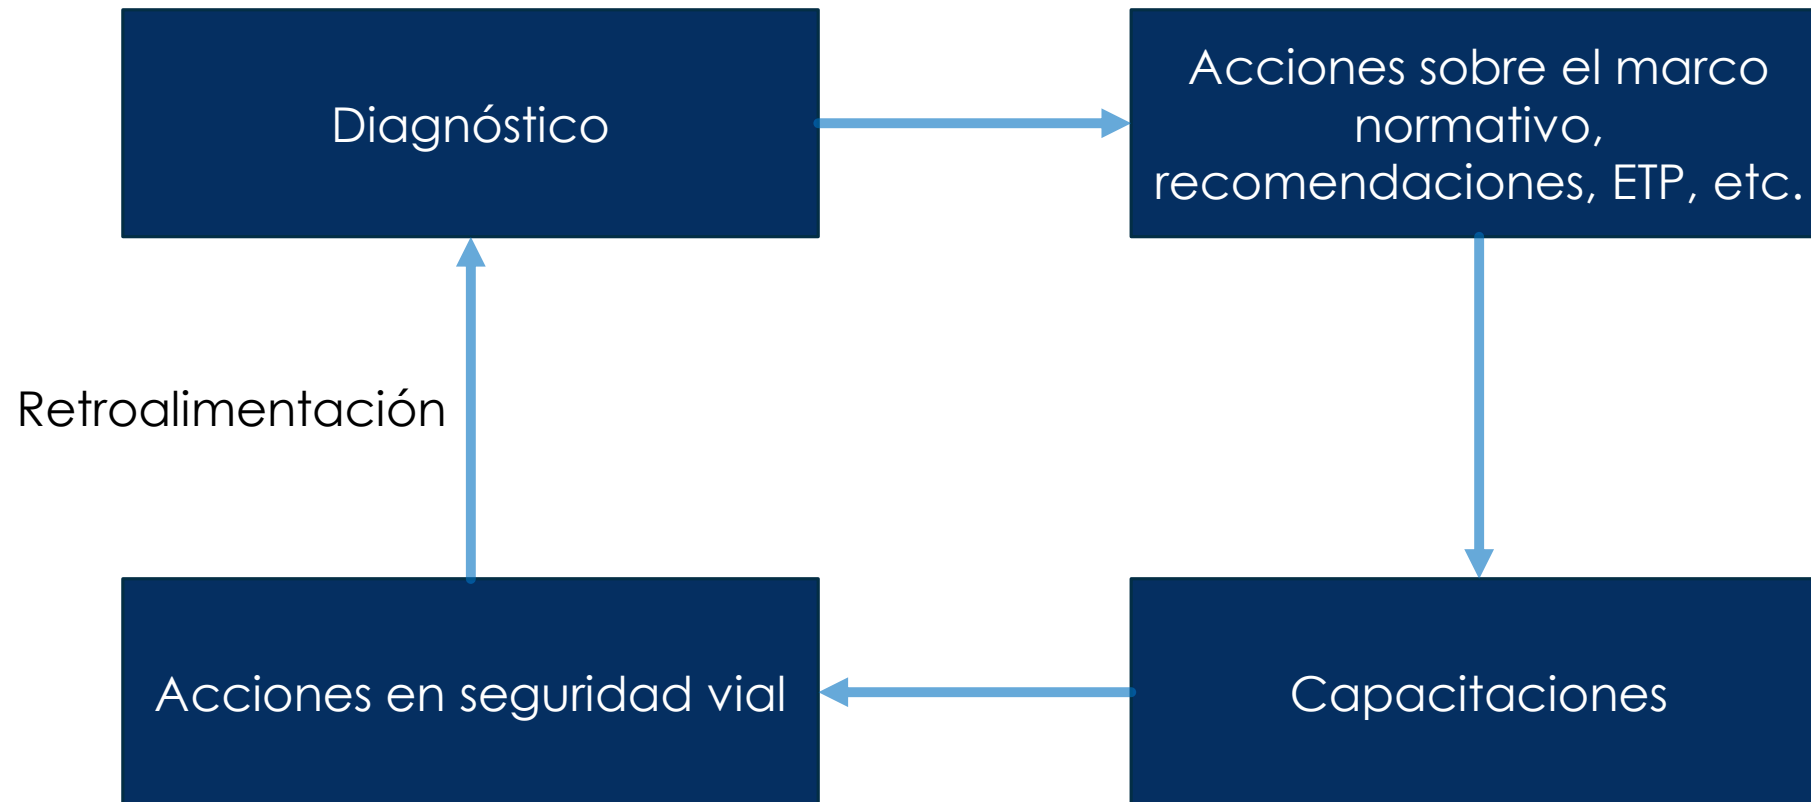 Diagnóstico
Acciones sobre el marco
normativo,
recomendaciones, ETP, etc.
Retroalimentación
Acciones en seguridad vial
Capacitaciones